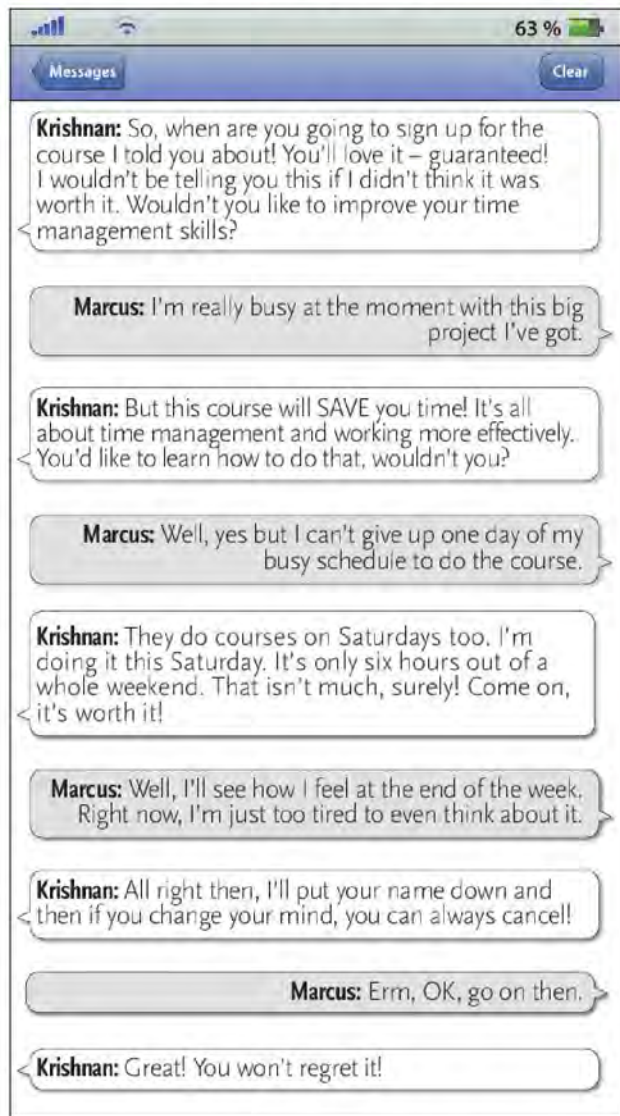 63 %
Messages
Clear
Krishnan: So, when are you going to sign up for the
course I told you about! You'll love it – guaranteed!
I wouldn't be telling you this if I didn't think it was
worth it. Wouldn't you like to improve your time
management skills?
Marcus: I'm really busy at the moment with this big
project I've got.
Krishnan: But this course will SAVE you time! It's all
about time management and working more effectively.
You'd like to learn how to do that, wouldn't you?
Marcus: Well, yes but I can't give up one day of my
busy schedule to do the course.
Krishnan: They do courses on Saturdays too. I'm
doing it this Saturday. It's only six hours out of a
whole weekend. That isn't much, surely! Come on,
it's worth it!
Marcus: Well, I'll see how I feel at the end of the week.
Right now, I'm just too tired to even think about it.
Krishnan: All right then, I'll put your name down and
then if you change your mind, you can always cancel!
Marcus: Erm, OK, go on then.
Krishnan: Great! You won't regret it!